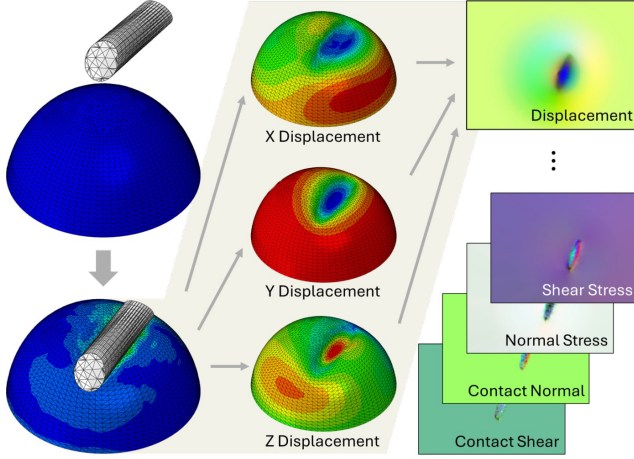 X Displacement
Y Displacement
Z Displacement
Displacement
Shear Stress
Normal Stress
Contact Normal
Contact Shear